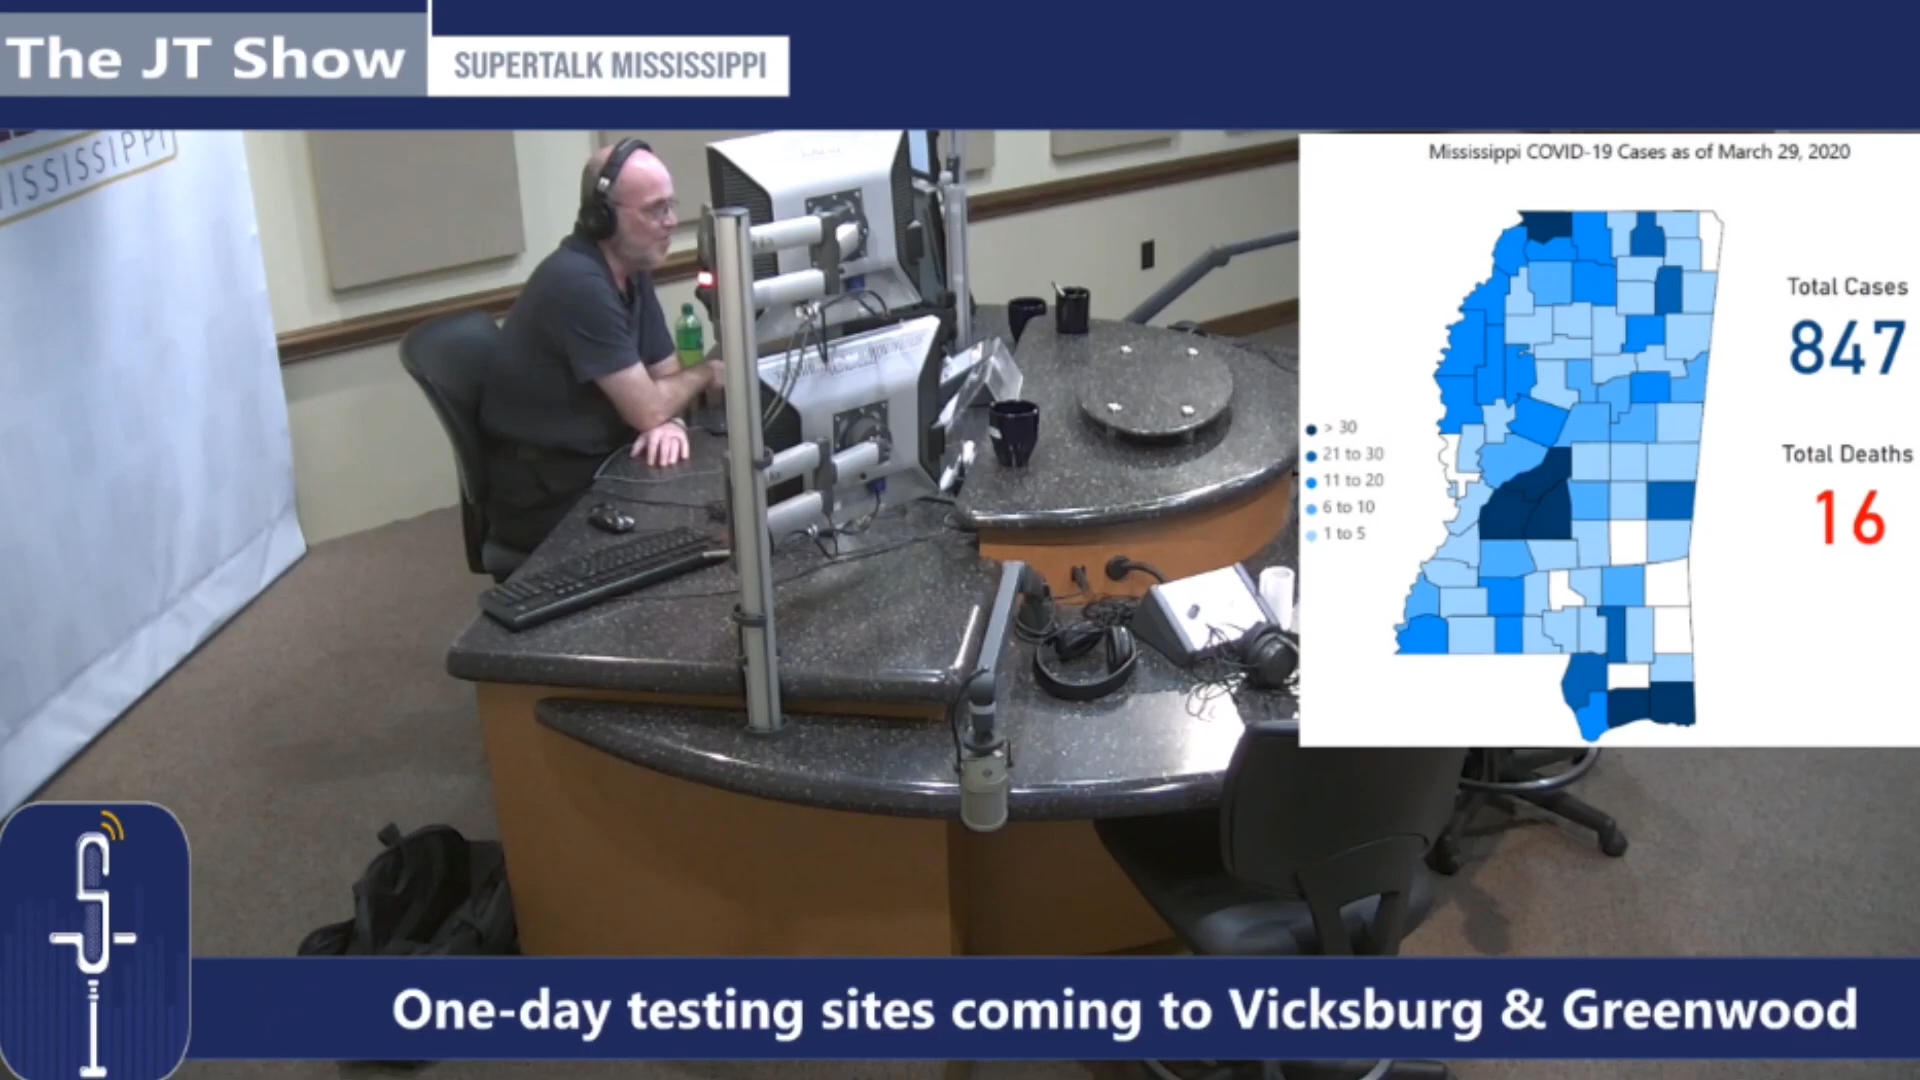 The JT Show
SUPERTALK MISSISSIPPI
MISSISSIPPI
Mississippi COVID-19 Cases as of March 29, 2020
Total Cases
847
Total Deaths
16
> 30
21 to 30
11 to 20
6 to 10
1 to 5
One-day testing sites coming to Vicksburg & Greenwood